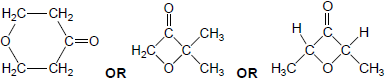 H₂C CH₂
O C=O
H₂C CH₂
OR
O
C CH₃
H₂C C
O CH₃
OR
O
H C H
C C
H₃C O CH₃